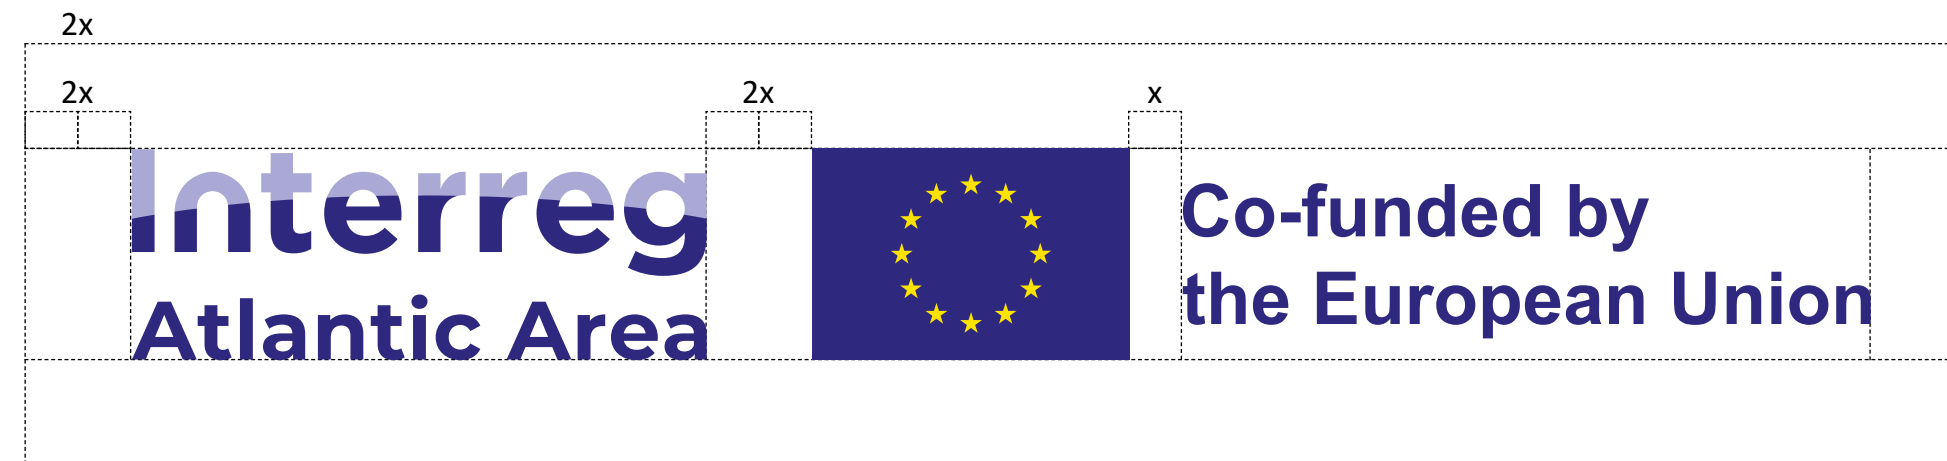 2x
2x
2x
x
Interreg
Atlantic Area
Co-funded by
the European Union